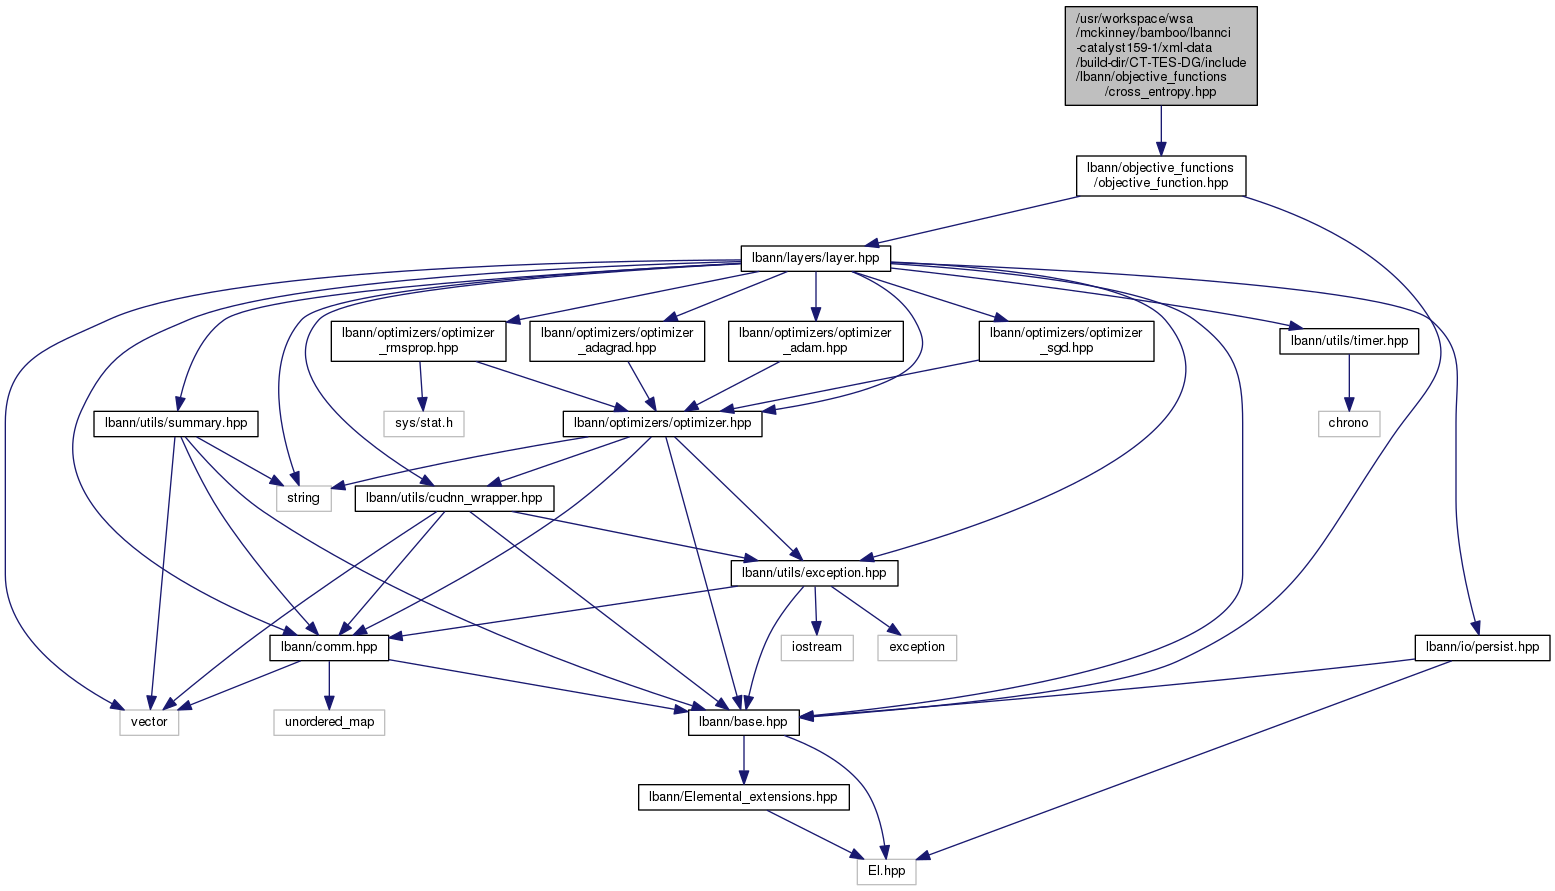 /usr/workspace/wsa
/mckinney/bamboo/lbannci
-catalyst159-1/xml-data
/build-dir/CT-TES-DG/include
/lbann/objective_functions
/cross_entropy.hpp
lbann/objective_functions
/objective_function.hpp
lbann/layers/layer.hpp
lbann/optimizers/optimizer
_rmsprop.hpp
lbann/optimizers/optimizer
_adagrad.hpp
lbann/optimizers/optimizer
_adam.hpp
lbann/optimizers/optimizer
_sgd.hpp
lbann/utils/timer.hpp
lbann/utils/summary.hpp
sys/stat.h
lbann/optimizers/optimizer.hpp
chrono
string
lbann/utils/cudnn_wrapper.hpp
lbann/utils/exception.hpp
lbann/comm.hpp
iostream
exception
lbann/io/persist.hpp
vector
unordered_map
lbann/base.hpp
lbann/Elemental_extensions.hpp
El.hpp